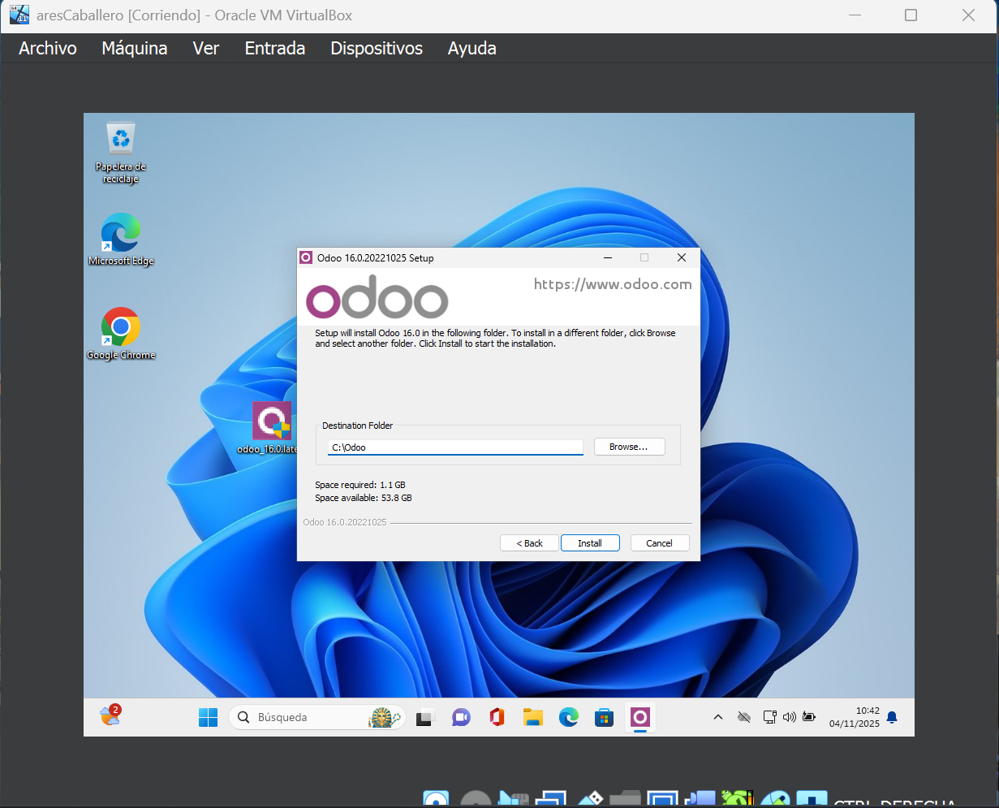 aresCaballero [Corriendo] - Oracle VM VirtualBox
Archivo Máquina Ver Entrada Dispositivos Ayuda
Papelera de
reciclaje
Microsoft Edge
Google Chrome
odoo_16.0.late
Odoo 16.0.20221025 Setup
odoo
https://www.odoo.com
Setup will install Odoo 16.0 in the following folder. To install in a different folder, click Browse
and select another folder. Click Install to start the installation.
Destination Folder
C:\Odoo
Browse...
Space required: 1.1 GB
Space available: 53.8 GB
Odoo 16.0.20221025
< Back Install Cancel
2
Búsqueda
10:42
04/11/2025
CTRL DERECHA